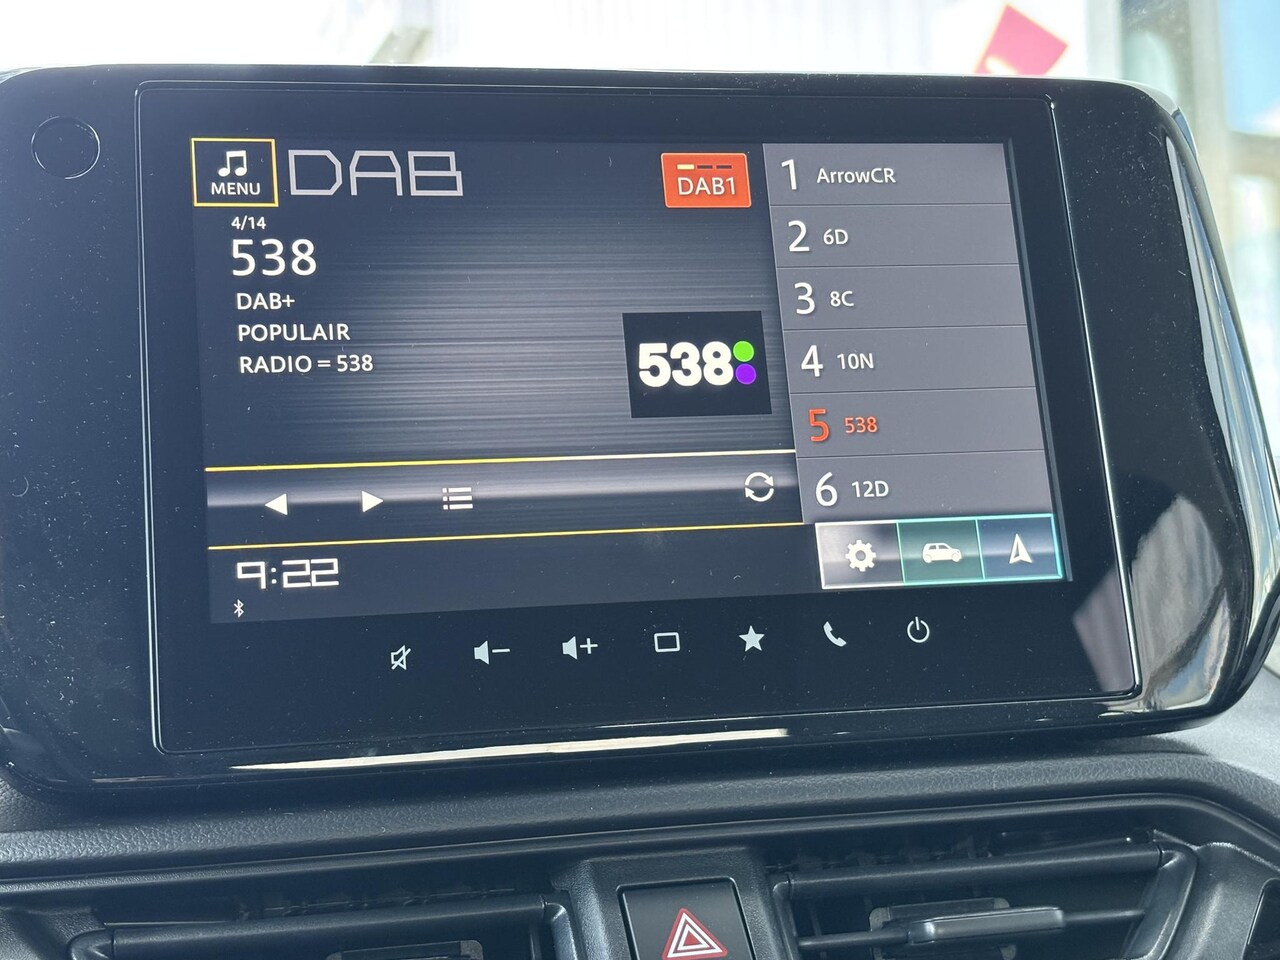 MENU
DAB
DAB1
4/14
538
DAB+
POPULAIR
RADIO = 538
538
1 ArrowCR
2 6D
3 8C
4 10N
5 538
6 12D
9:22